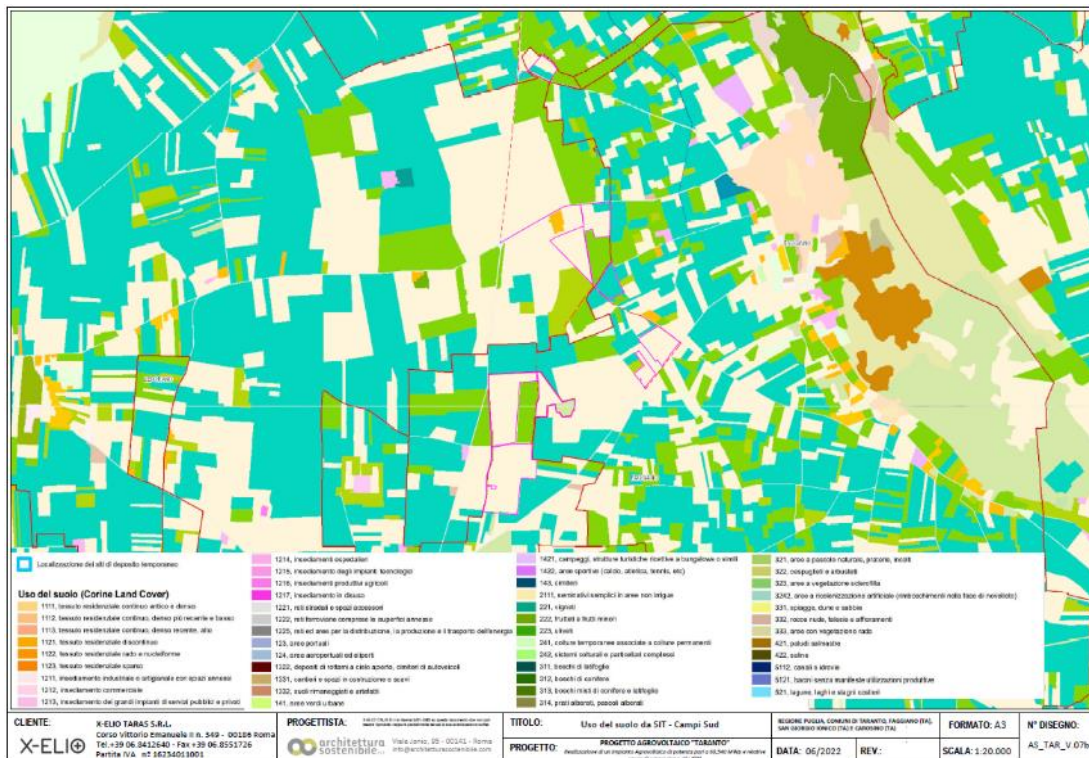 Localizzazione dei siti di deposito temporaneo
Uso del suolo (Corine Land Cover)
1111, tessuto residenziale continuo antico e denso
1112, tessuto residenziale continuo, denso più recente e basso
1113, tessuto residenziale continuo, denso recente, alto
1121, tessuto residenziale discontinuo
1122, tessuto residenziale rado e nucleiforme
1123, tessuto residenziale sparso
1211, insediamento industriale o artigianale con spazi annessi
1212, insediamento commerciale
1213, insediamento dei grandi impianti di servizi pubblici e privati
1214, insediamenti ospedalieri
1215, insediamento degli impianti tecnologici
1216, insediamenti produttivi agricoli
1217, insediamento in disuso
1221, reti stradali e spazi accessori
1222, reti ferroviarie comprese le superfici annesse
1225, reti ed aree per la distribuzione, la produzione e il trasporto dell'energia
123, aree portuali
124, aree aeroportuali ed eliporti
1322, depositi di rottami a cielo aperto, cimiteri di autoveicoli
1331, cantieri e spazi in costruzione e scavi
1332, suoli rimaneggiati e artefatti
141, aree verdi urbane
1421, campeggi, strutture turistiche ricettive a bungalows o simili
1422, aree sportive (calcio, atletica, tennis, etc)
143, cimiteri
2111, seminativi semplici in aree non irrigue
221, vigneti
222, frutteti e frutti minori
223, uliveti
241, colture temporanee associate a colture permanenti
242, sistemi colturali e particellari complessi
311, boschi di latifoglie
312, boschi di conifere
313, boschi misti di conifere e latifoglie
314, prati alberati, pascoli alberati
321, aree a pascolo naturale, praterie, incolti
322, cespuglieti e arbusteti
323, aree a vegetazione sclerofilla
3242, aree a ricolonizzazione artificiale (rimboschimenti nella fase di novelleto)
331, spiagge, dune e sabbie
332, rocce nude, falesie e affioramenti
333, aree con vegetazione rada
421, paludi salmastre
422, saline
5112, canali e idrovie
5121, bacini senza manifeste utilizzazioni produttive
521, lagune, laghi e stagni costieri
CLIENTE:
X-ELIO
X-ELIO TARAS S.R.L.
Corso Vittorio Emanuele II n. 349 - 00186 Roma
Tel.+39 06.8412640 - Fax +39 06.8551726
Partita IVA n° 16234011001
PROGETTISTA:
architettura
sostenibile
Viale Jonio, 95 - 00141 - Roma
info@architetturasostenibile.com
TITOLO: Uso del suolo da SIT - Campi Sud
PROGETTO: PROGETTO AGROVOLTAICO "TARANTO"
REGIONE PUGLIA, COMUNI DI TARANTO, FAGGIANO (TA),
SAN GIORGIO IONICO (TA) E CAROSINO (TA)
DATA: 06/2022
REV.:
FORMATO: A3
SCALA: 1:20.000
N° DISEGNO:
AS_TAR_V.07b